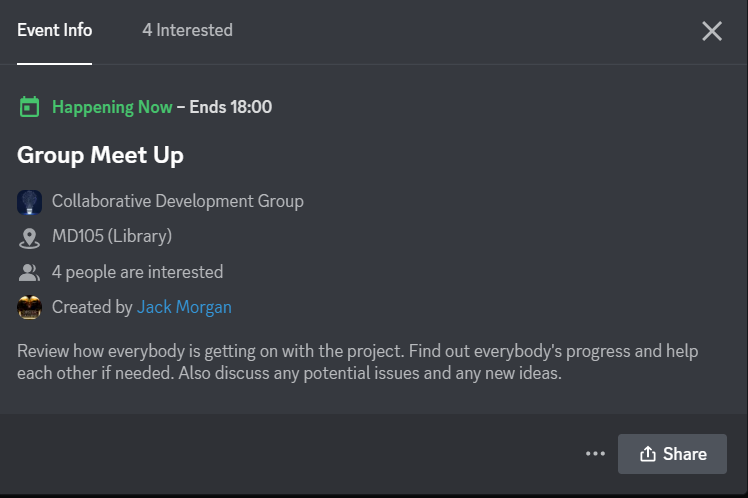 Event Info
4 Interested
Happening Now – Ends 18:00
Group Meet Up
Collaborative Development Group
MD105 (Library)
4 people are interested
Created by Jack Morgan
Review how everybody is getting on with the project. Find out everybody's progress and help
each other if needed. Also discuss any potential issues and any new ideas.
Share